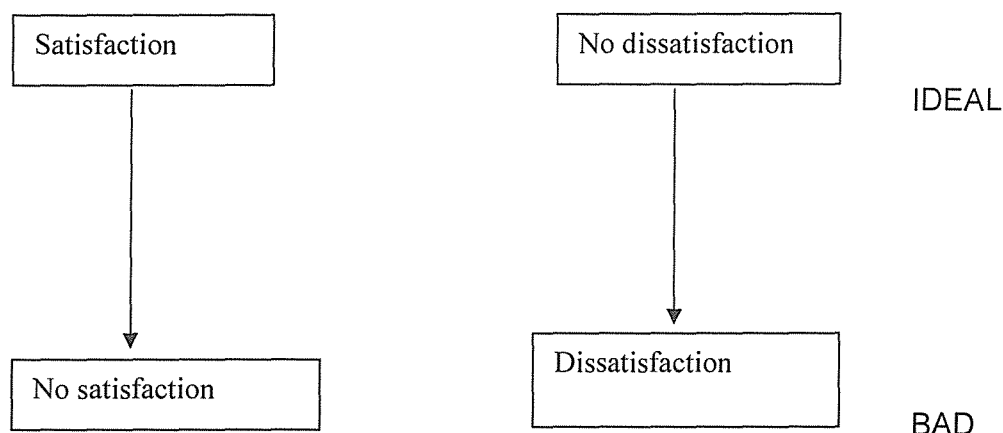 Satisfaction
No dissatisfaction
IDEAL
No satisfaction
Dissatisfaction
BAD